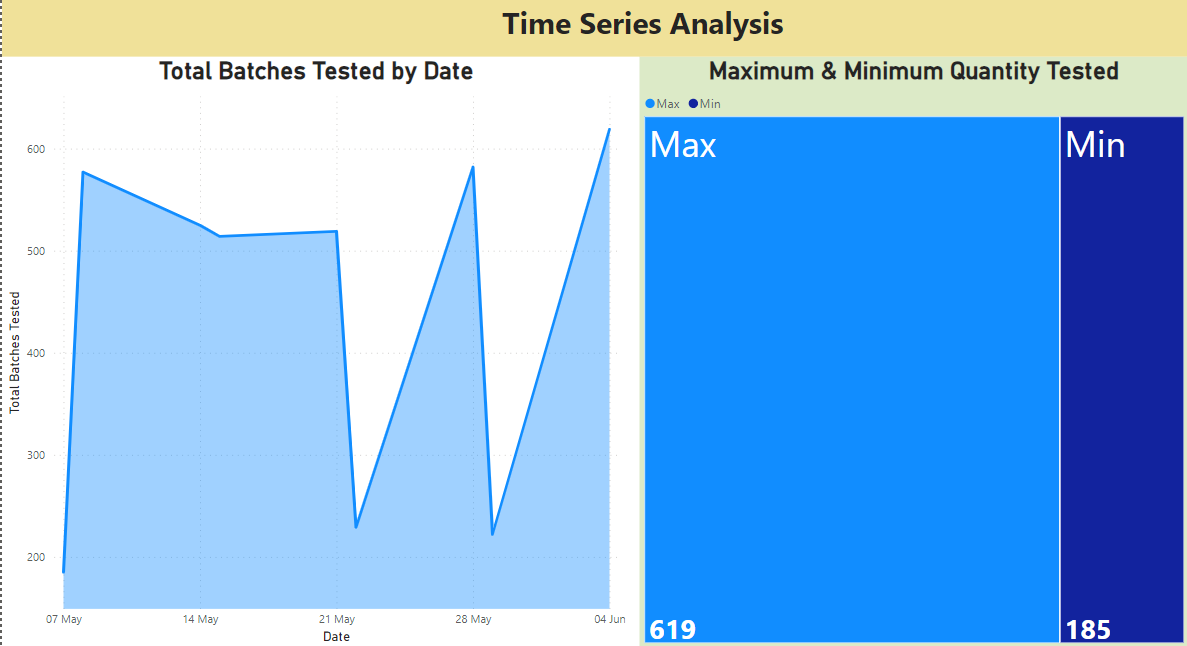 Time Series Analysis
Total Batches Tested by Date
Total Batches Tested
600
500
400
300
200
07 May
14 May
21 May
28 May
04 Jun
Date
Maximum & Minimum Quantity Tested
Max Min
Max
619
Min
185